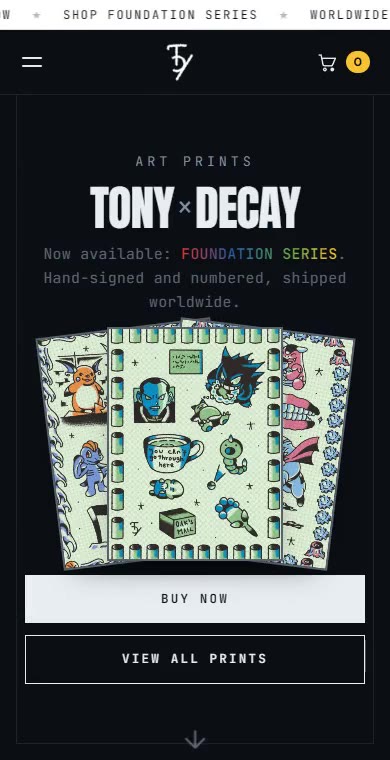 SHOP FOUNDATION SERIES ★ WORLDWIDE
0
ART PRINTS
TONY × DECAY
Now available: FOUNDATION SERIES.
Hand-signed and numbered, shipped
worldwide.
you can
go through
here
OAK'S
MAIL
BUY NOW
VIEW ALL PRINTS